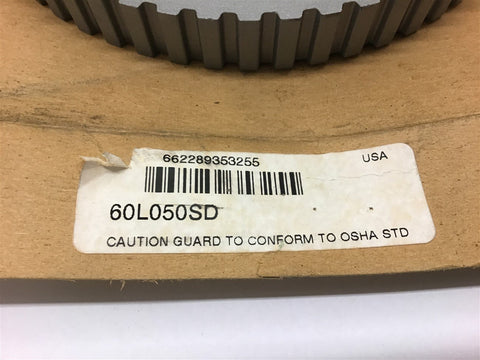 662289353255 USA
60L050SD
CAUTION GUARD TO CONFORM TO OSHA STD